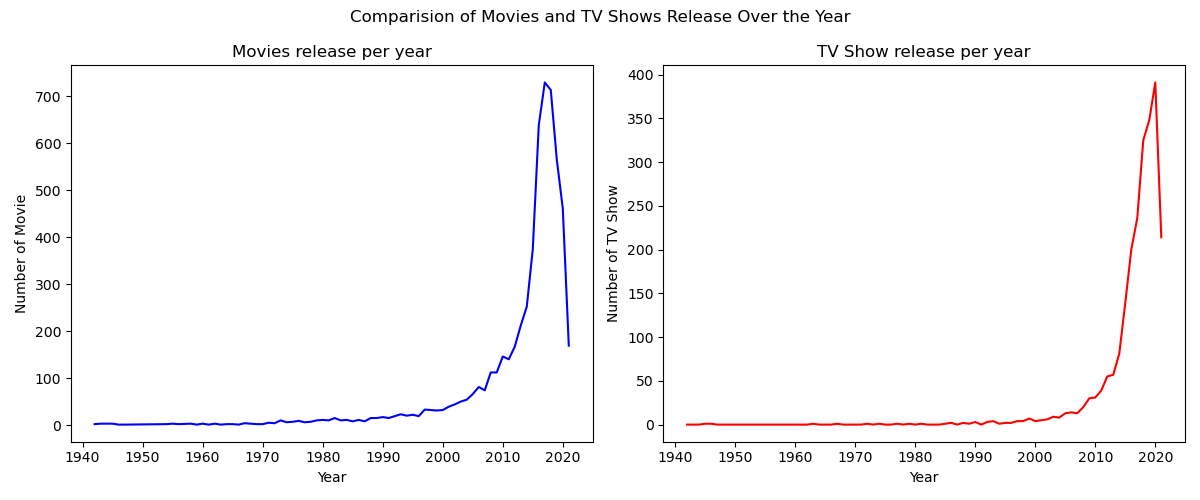 Comparision of Movies and TV Shows Release Over the Year
Movies release per year
Number of Movie
700
600
500
400
300
200
100
0
1940 1950 1960 1970 1980 1990 2000 2010 2020
Year
TV Show release per year
Number of TV Show
400
350
300
250
200
150
100
50
0
1940 1950 1960 1970 1980 1990 2000 2010 2020
Year